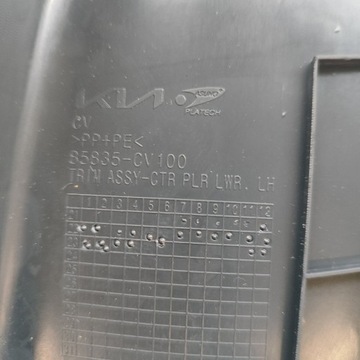 KIA
PLATECH
CV
>PP+PE<
85835-CV100
TRIM ASSY-CTR PLR LWR. LH
1 2 3 4 5 6 7 8 9 10 11 12